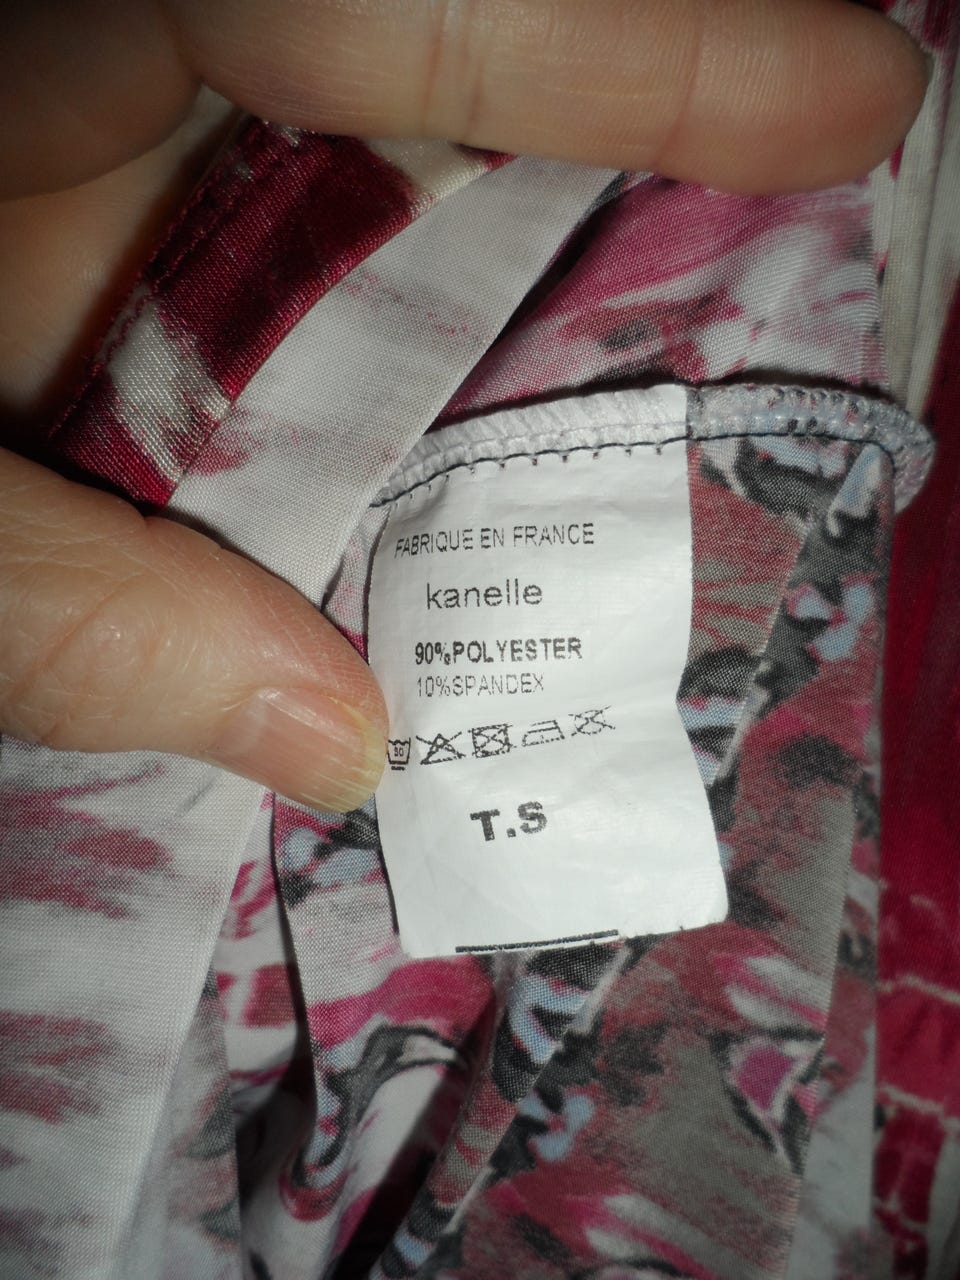 FABRIQUE EN FRANCE
kanelle
90%POLYESTER
10%SPANDEX
T.S